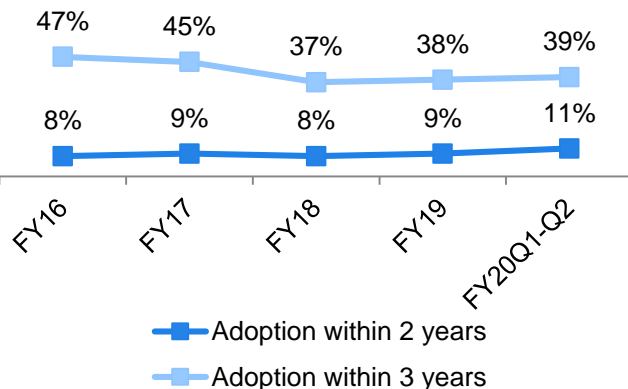 47% 45% 37% 38% 39%
8% 9% 8% 9% 11%
FY16 FY17 FY18 FY19 FY20Q1-Q2
Adoption within 2 years
Adoption within 3 years